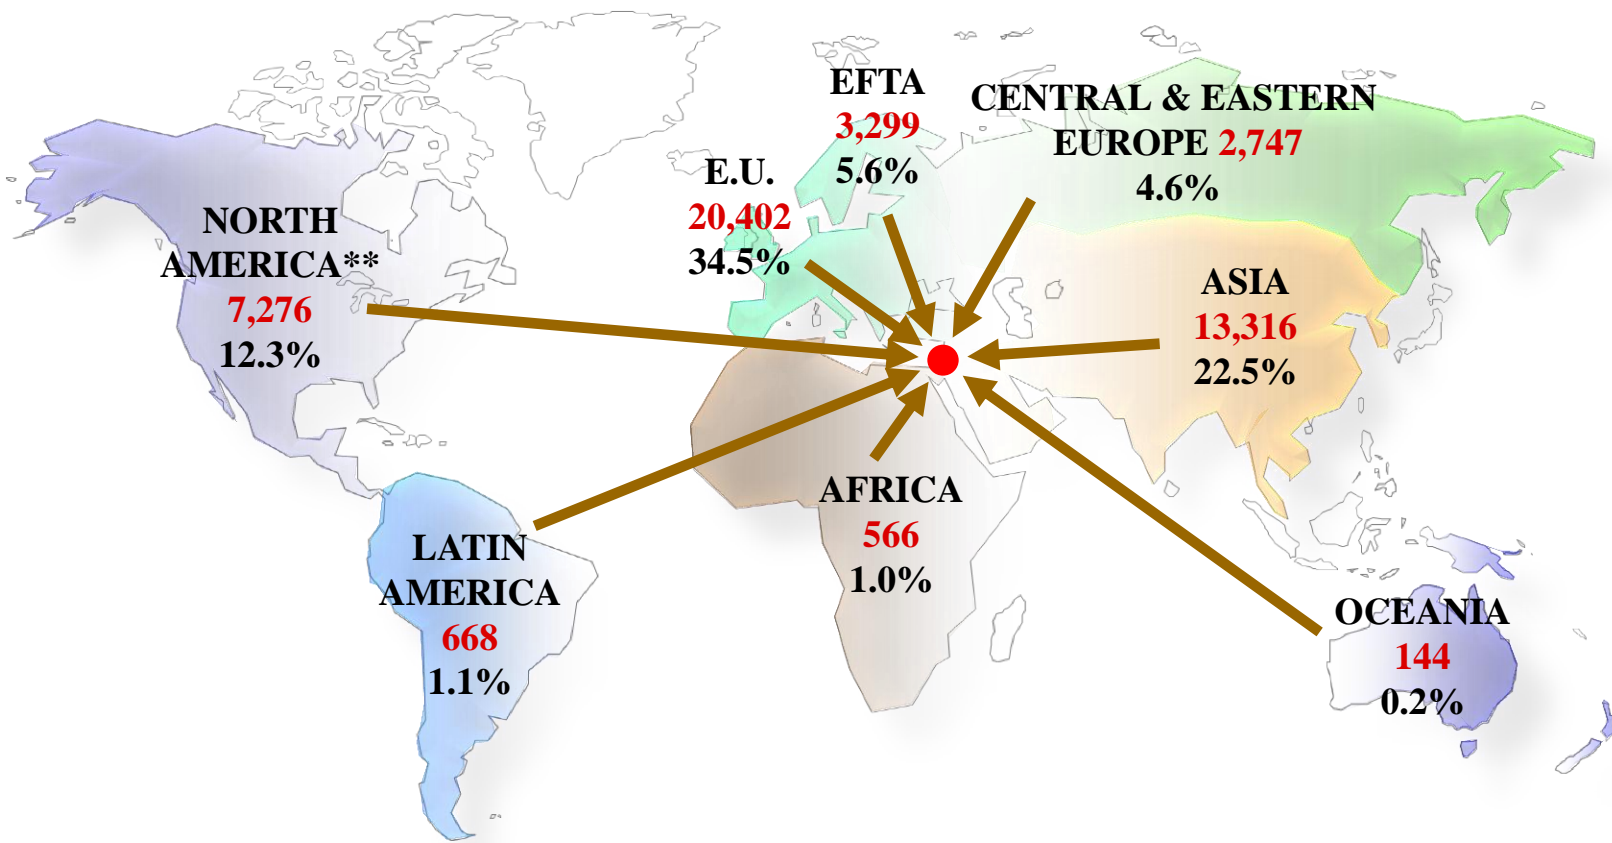 EFTA
3,299
5.6%
CENTRAL & EASTERN
EUROPE 2,747
4.6%
E.U.
20,402
34.5%
NORTH
AMERICA**
7,276
12.3%
ASIA
13,316
22.5%
AFRICA
566
1.0%
LATIN
AMERICA
668
1.1%
OCEANIA
144
0.2%